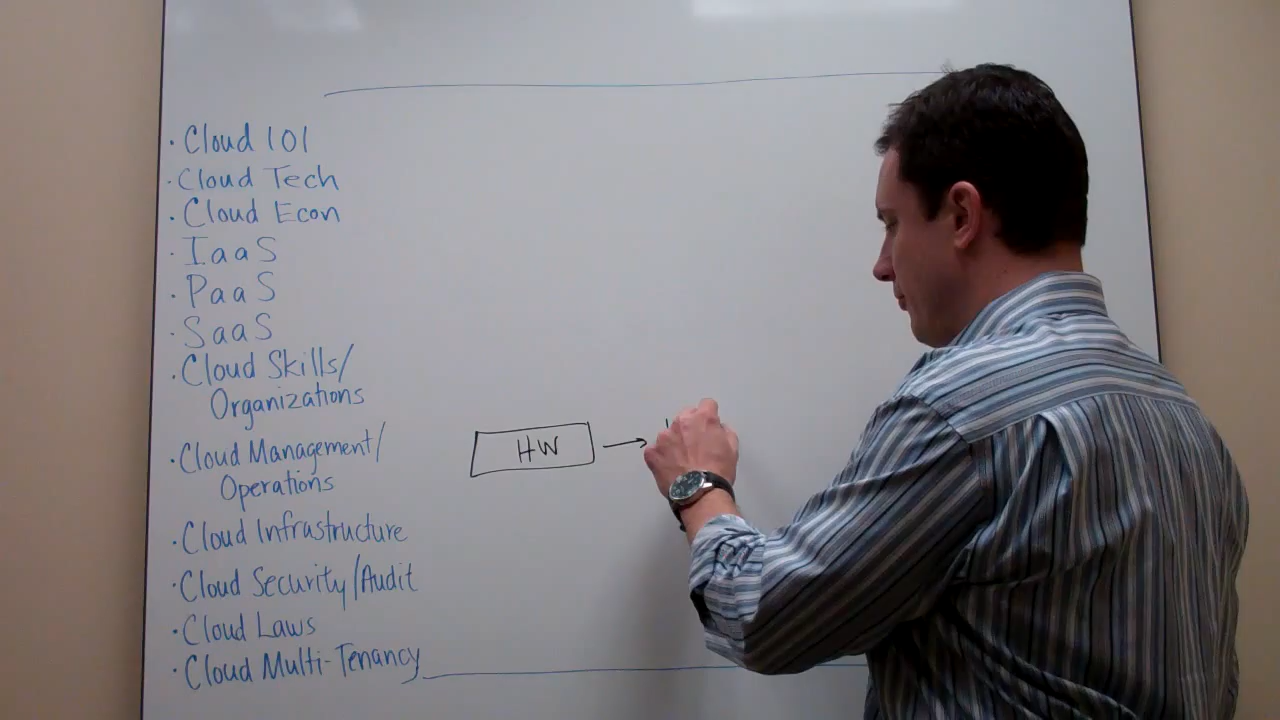 · Cloud 101
· Cloud Tech
· Cloud Econ
· IaaS
· PaaS
· SaaS
· Cloud Skills/
Organizations
· Cloud Management/
Operations
· Cloud Infrastructure
· Cloud Security/Audit
· Cloud Laws
· Cloud Multi-Tenancy
HW →